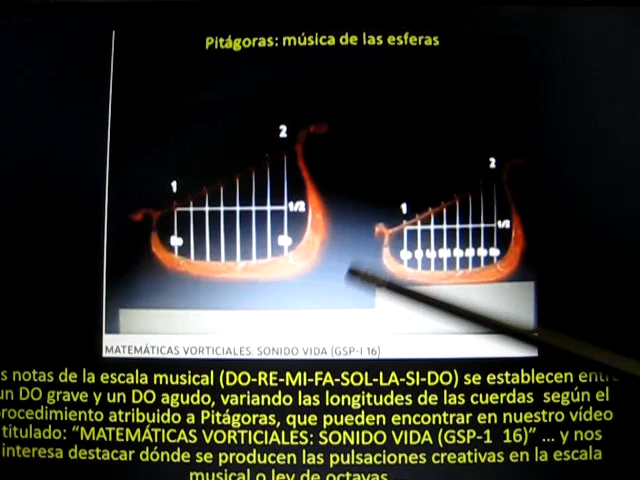 Pitágoras: música de las esferas
2
1
1/2
2
1
1/2
MATEMÁTICAS VORTICIALES. SONIDO VIDA (GSP-I 16)
s notas de la escala musical (DO-RE-MI-FA-SOL-LA-SI-DO) se establecen entre
un DO grave y un DO agudo, variando las longitudes de las cuerdas según el
procedimiento atribuido a Pitágoras, que pueden encontrar en nuestro vídeo
titulado: "MATEMÁTICAS VORTICIALES: SONIDO VIDA (GSP-1 16)" ... y nos
interesa destacar dónde se producen las pulsaciones creativas en la escala
musical o ley de octavas